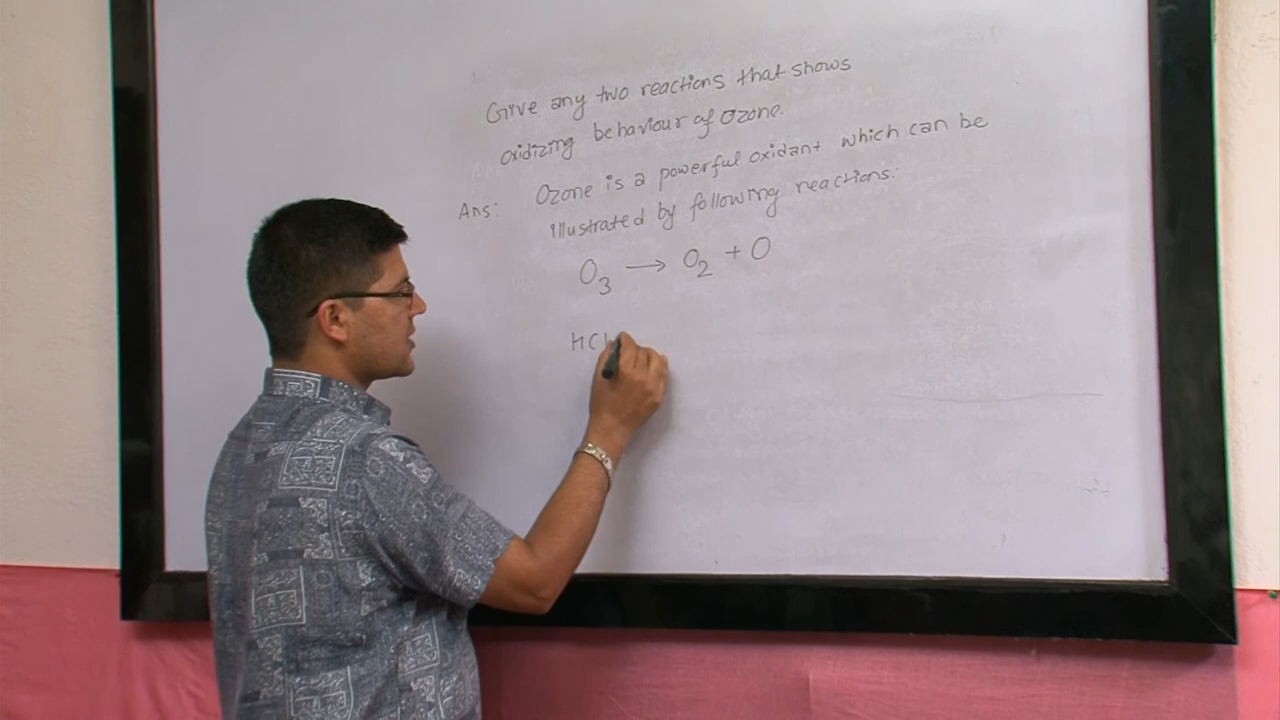 Give any two reactions that shows
oxidizing behaviour of Ozone.
Ans: Ozone is a powerful oxidant which can be
illustrated by following reactions:
O₃ → O₂ + O
HCl